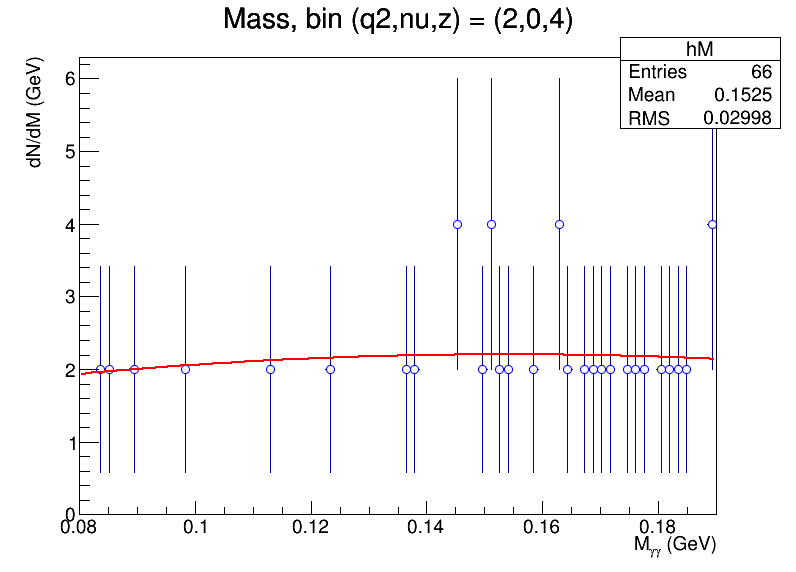 Mass, bin (q2,nu,z) = (2,0,4)
hM
Entries 66
Mean 0.1525
RMS 0.02998
dN/dM (GeV)
6
5
4
3
2
1
0
0.08 0.1 0.12 0.14 0.16 0.18
Mγγ (GeV)